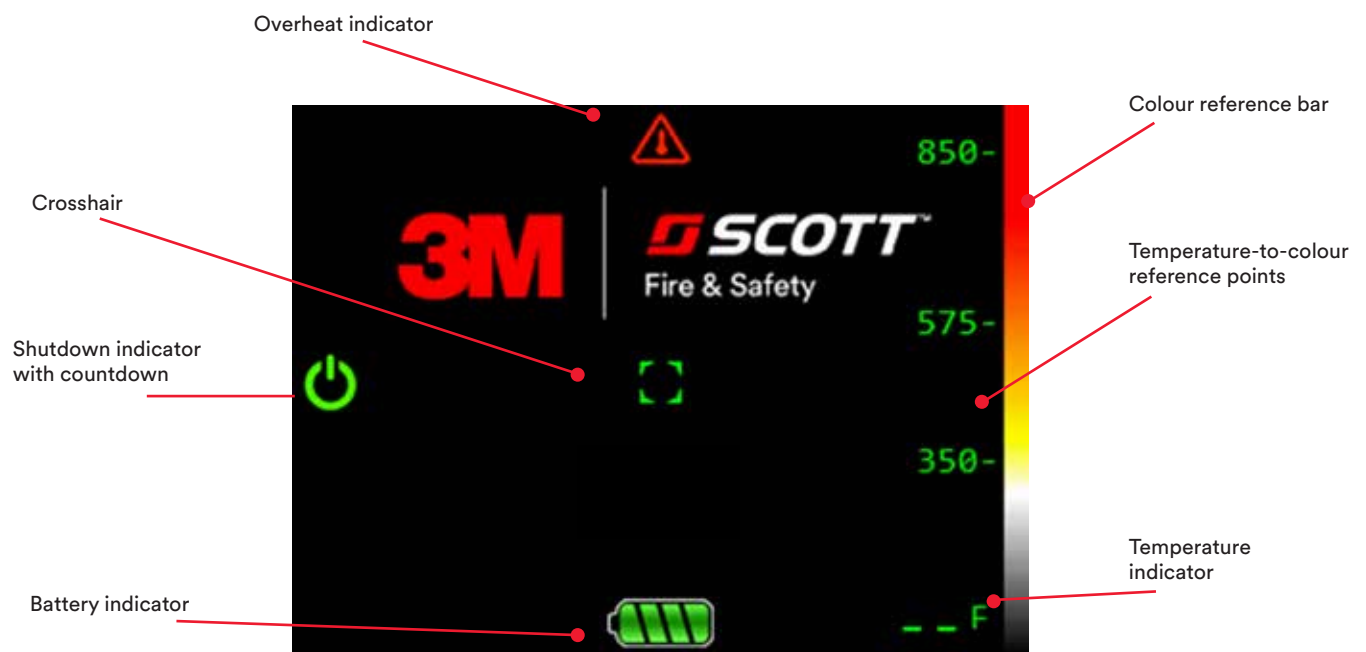 Overheat indicator
Colour reference bar
850-
Crosshair
3M
SCOTT™
Fire & Safety
Temperature-to-colour
reference points
575-
Shutdown indicator
with countdown
350-
Temperature
indicator
Battery indicator
_ _ F